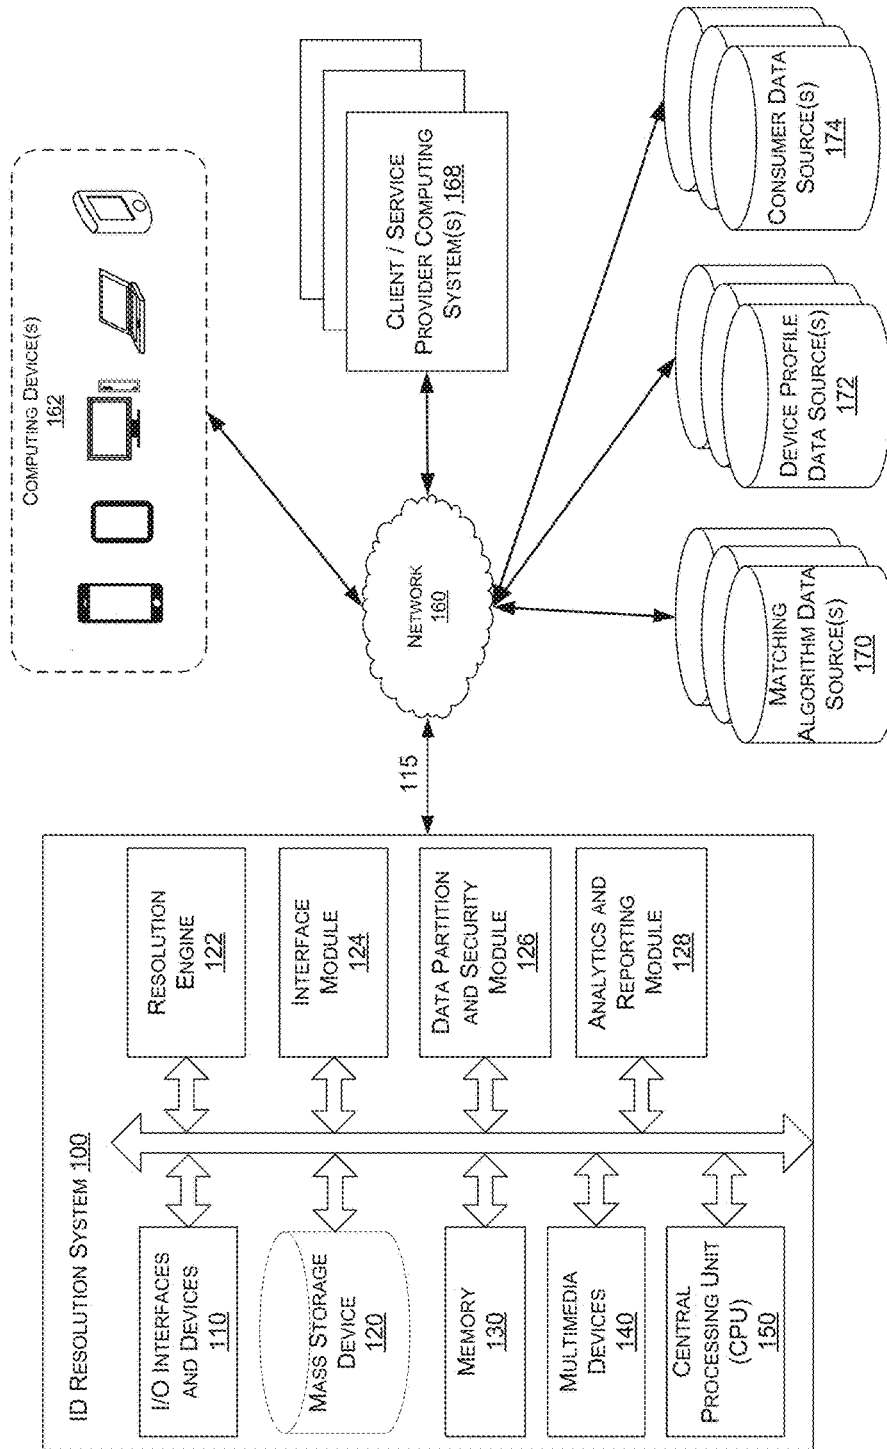 ID RESOLUTION SYSTEM 100
I/O INTERFACES
AND DEVICES
110
MASS STORAGE
DEVICE
120
MEMORY
130
MULTIMEDIA
DEVICES
140
CENTRAL
PROCESSING UNIT
(CPU)
150
RESOLUTION
ENGINE
122
INTERFACE
MODULE
124
DATA PARTITION
AND SECURITY
MODULE
126
ANALYTICS AND
REPORTING
MODULE
128
115
NETWORK
160
COMPUTING DEVICE(S)
162
CLIENT / SERVICE
PROVIDER COMPUTING
SYSTEM(S) 168
MATCHING
ALGORITHM DATA
SOURCE(S)
170
DEVICE PROFILE
DATA SOURCE(S)
172
CONSUMER DATA
SOURCE(S)
174